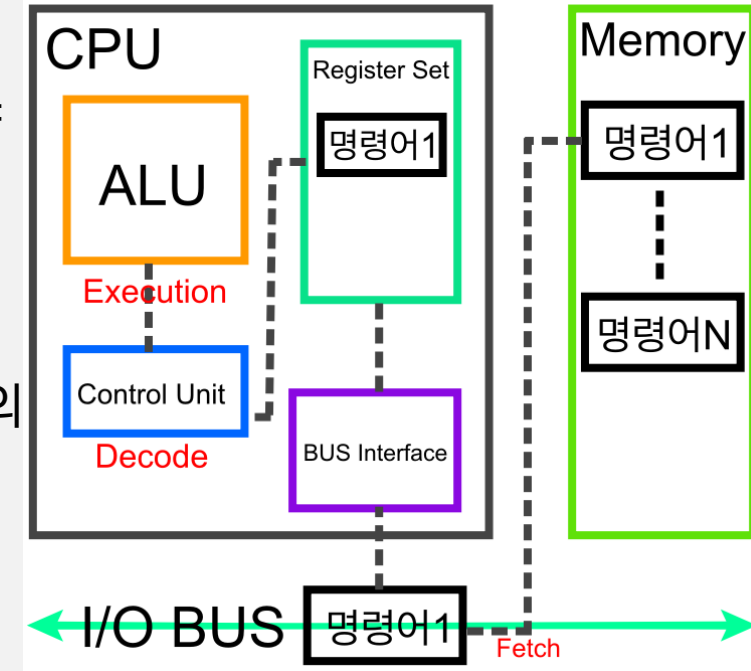 CPU
Register Set
명령어1
ALU
Execution
Control Unit
Decode
BUS Interface
Memory
명령어1
명령어N
의
I/O BUS
명령어1
Fetch